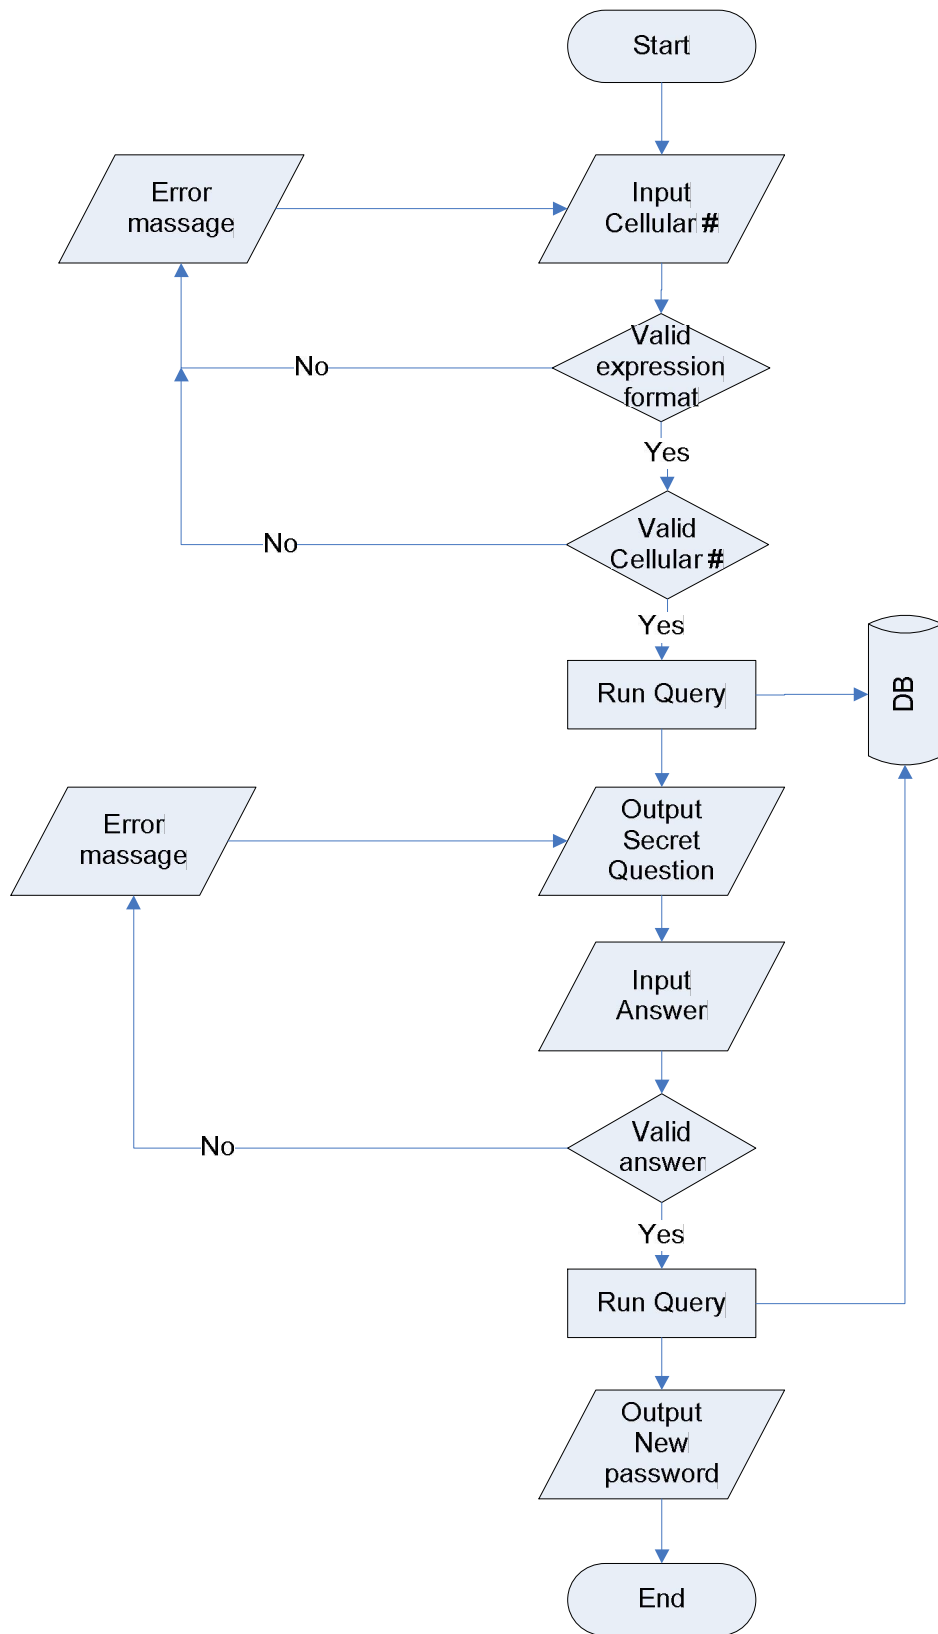 Start
Error
massage
Input
Cellular #
Valid
expression
format
No
Yes
Valid
Cellular #
No
Yes
Run Query
DB
Error
massage
Output
Secret
Question
Input
Answer
Valid
answer
No
Yes
Run Query
Output
New
password
End